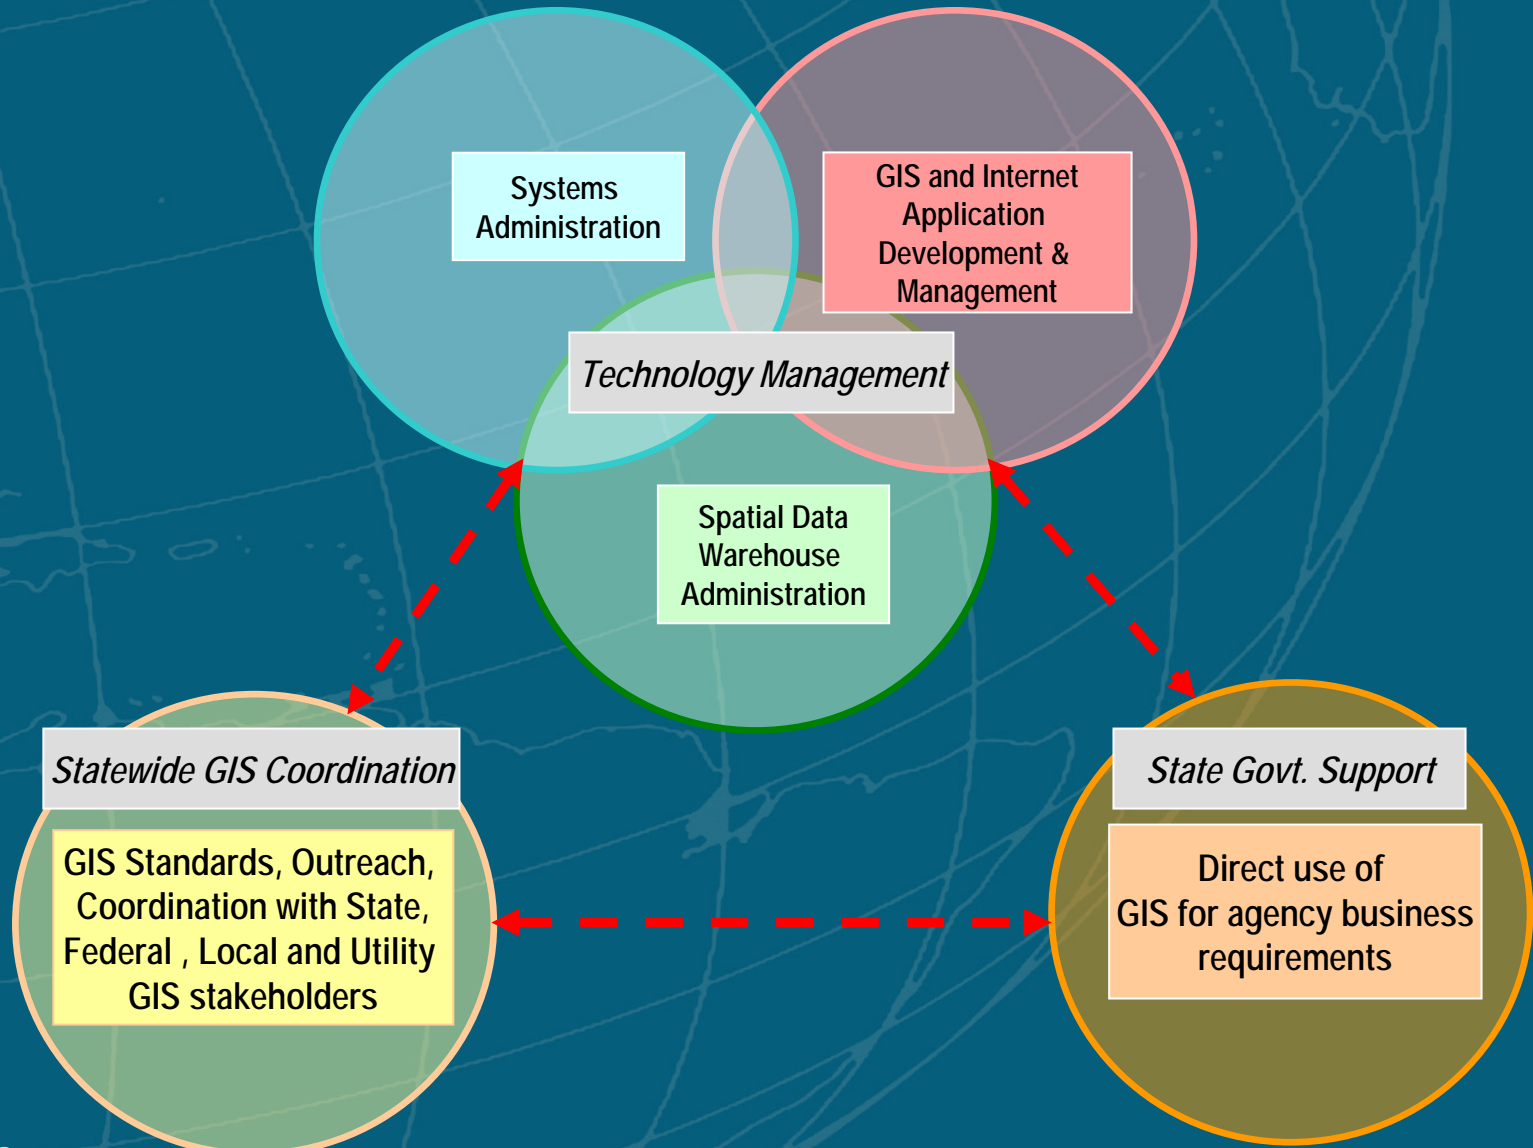 Systems
Administration
GIS and Internet
Application
Development &
Management
Technology Management
Spatial Data
Warehouse
Administration
Statewide GIS Coordination
GIS Standards, Outreach,
Coordination with State,
Federal , Local and Utility
GIS stakeholders
State Govt. Support
Direct use of
GIS for agency business
requirements